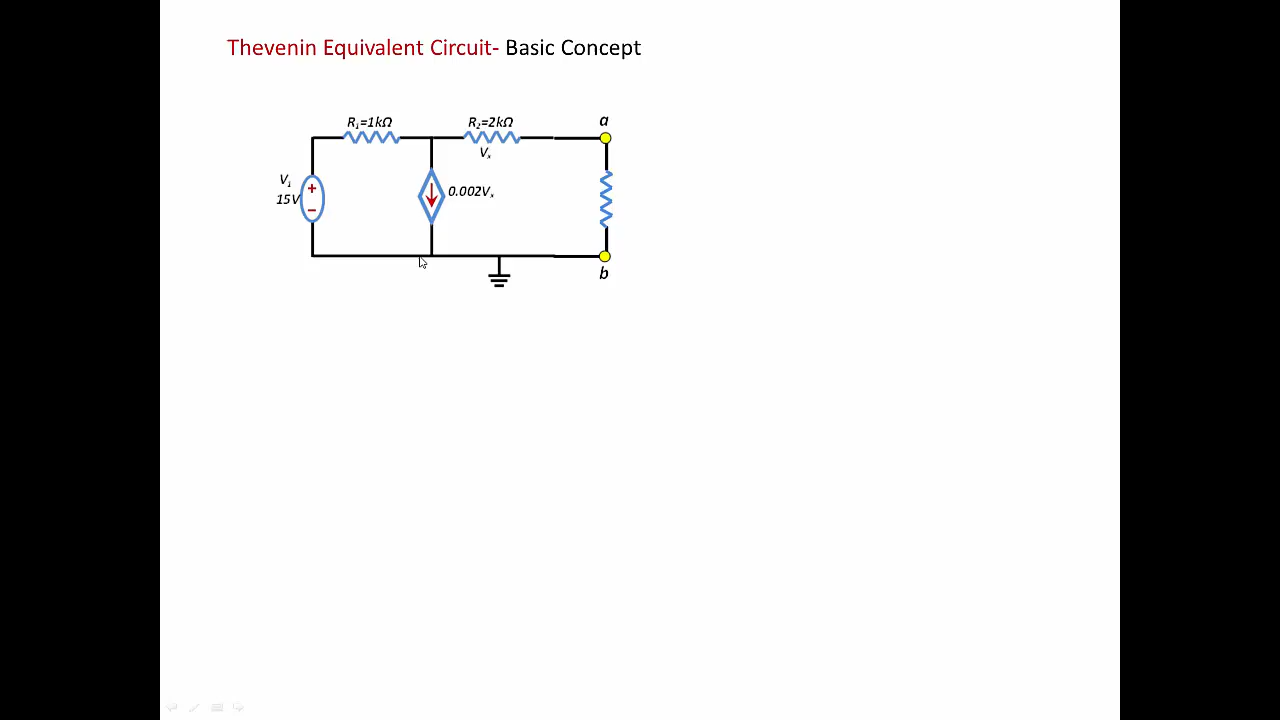 Thevenin Equivalent Circuit- Basic Concept
R₁=1kΩ
R₂=2kΩ
a
Vₓ
V₁
15V
+
−
0.002Vₓ
b